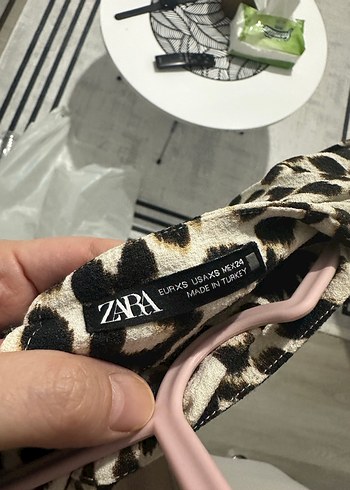 ZARA
EUR XS USA XS MEX 24
MADE IN TURKEY